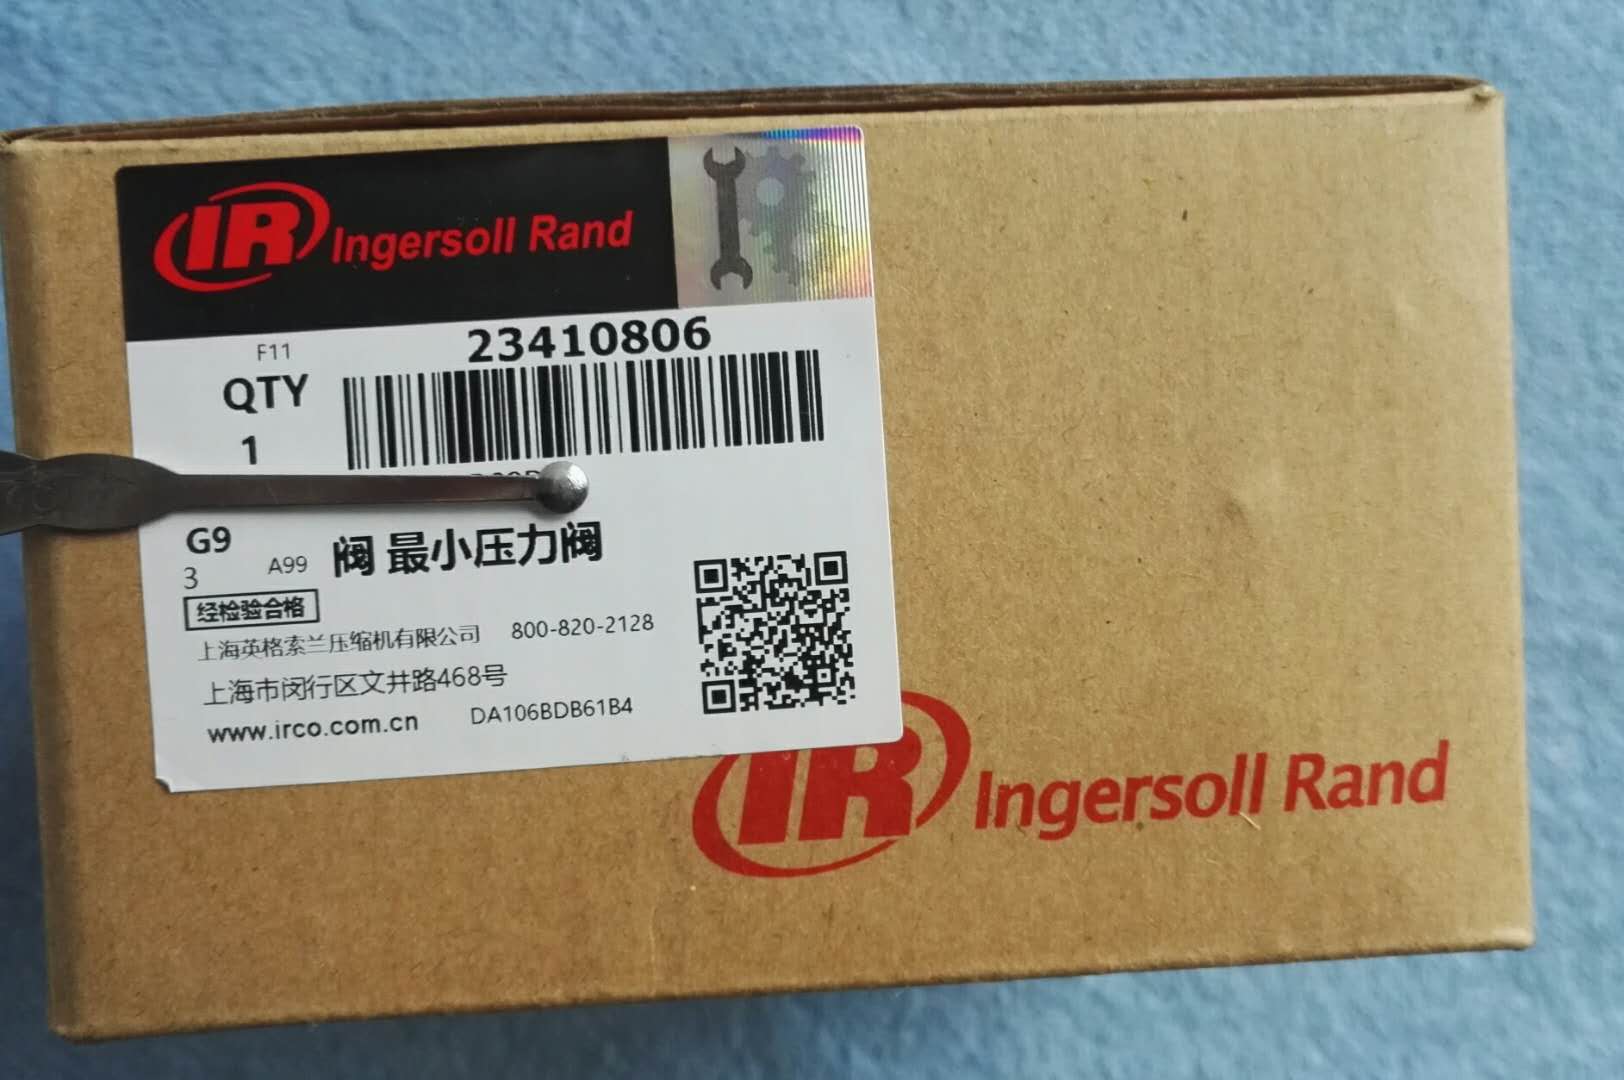 IR Ingersoll Rand
F11
23410806
QTY
1
G9
3
A99
阀 最小压力阀
经检验合格
上海英格索兰压缩机有限公司 800-820-2128
上海市闵行区文井路468号
www.irco.com.cn DA106BDB61B4
IR Ingersoll Rand